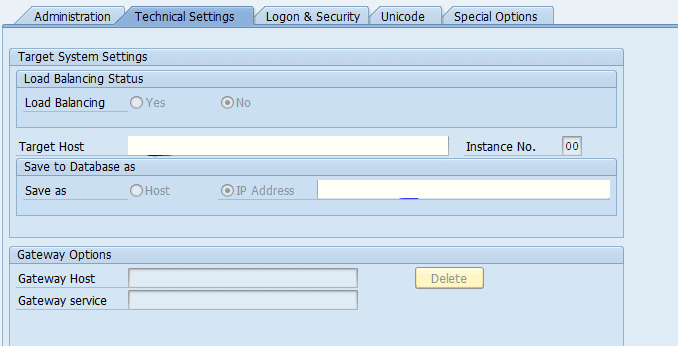 Administration Technical Settings Logon & Security Unicode Special Options
Target System Settings
Load Balancing Status
Load Balancing Yes No
Target Host Instance No. 00
Save to Database as
Save as Host IP Address
Gateway Options
Gateway Host Delete
Gateway service